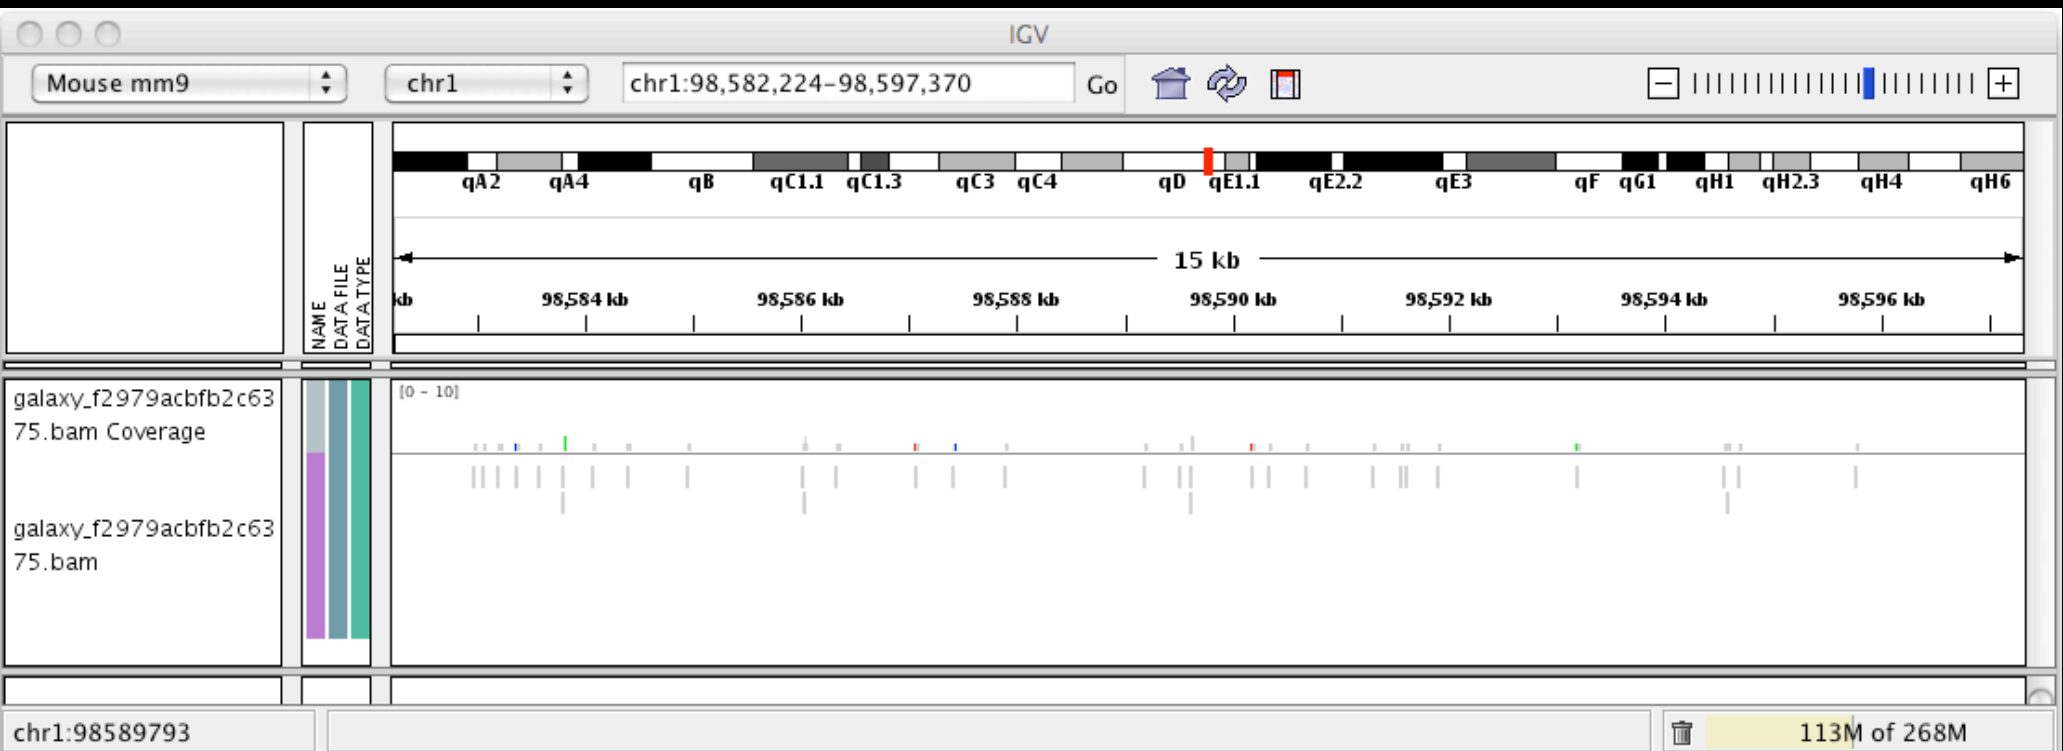 IGV
Mouse mm9 chr1 chr1:98,582,224-98,597,370 Go
qA2 qA4 qB qC1.1 qC1.3 qC3 qC4 qD qE1.1 qE2.2 qE3 qF qG1 qH1 qH2.3 qH4 qH6
15 kb
NAME
DATA FILE
DATA TYPE
kb 98,584 kb 98,586 kb 98,588 kb 98,590 kb 98,592 kb 98,594 kb 98,596 kb
galaxy_f2979acbfb2c63
75.bam Coverage
[0 - 10]
galaxy_f2979acbfb2c63
75.bam
chr1:98589793
113M of 268M